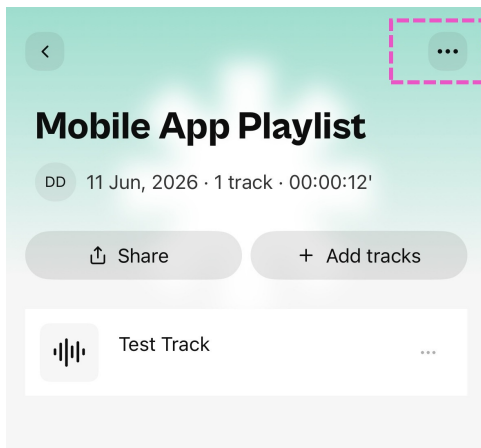 Mobile App Playlist
DD 11 Jun, 2026 · 1 track · 00:00:12'
Share + Add tracks
Test Track